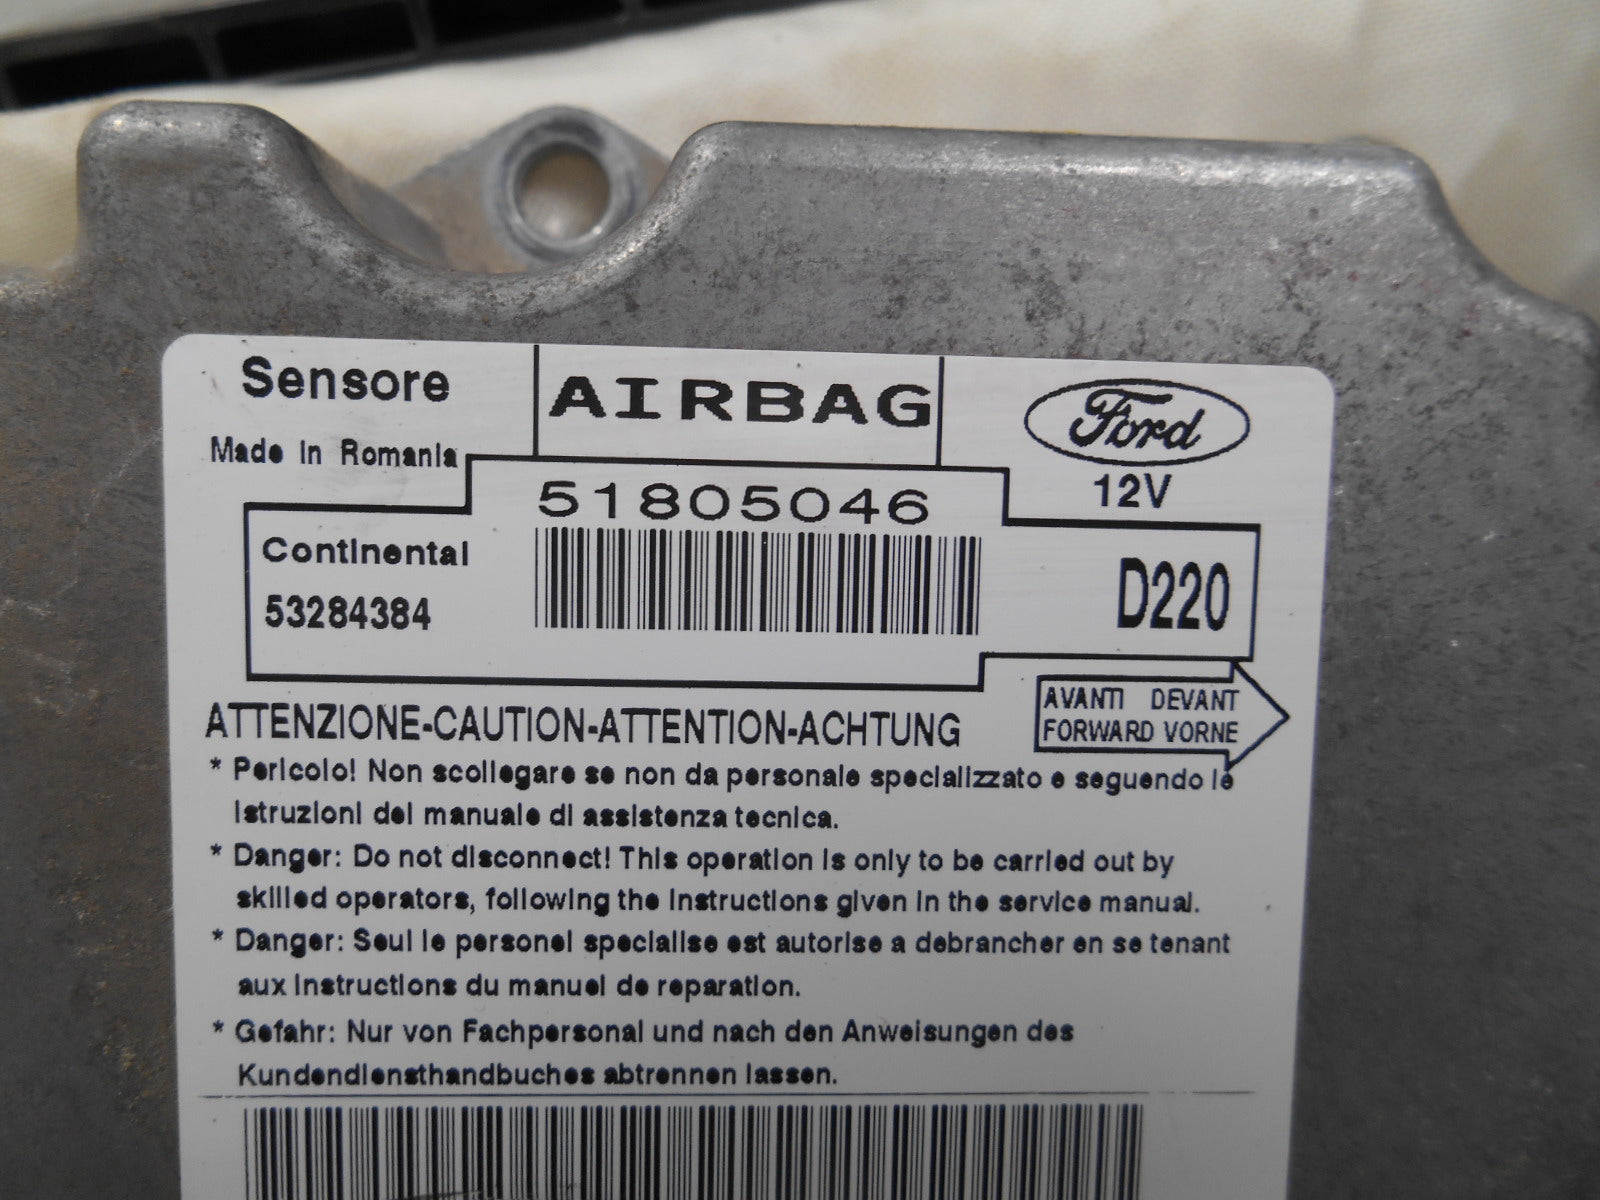 Sensore
AIRBAG
Ford
Made In Romania
12V
51805046
Continental
53284384
D220
AVANTI DEVANT
FORWARD VORNE
ATTENZIONE-CAUTION-ATTENTION-ACHTUNG
* Pericolo! Non scollegare se non da personale specializzato e seguendo le
istruzioni del manuale di assistenza tecnica.
* Danger: Do not disconnect! This operation is only to be carried out by
skilled operators, following the instructions given in the service manual.
* Danger: Seul le personel specialise est autorise a debrancher en se tenant
aux instructions du manuel de reparation.
* Gefahr: Nur von Fachpersonal und nach den Anweisungen des
Kundendiensthandbuches abtrennen lassen.